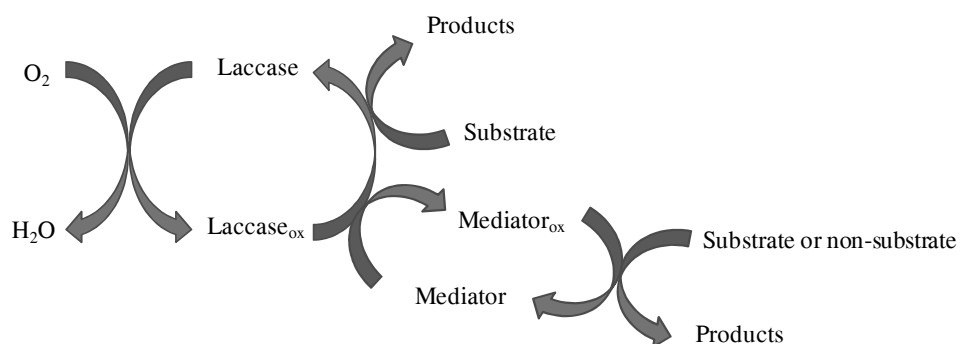 Products
O₂
Laccase
Substrate
H₂O
Laccaseₒₓ
Mediatorₒₓ
Substrate or non-substrate
Mediator
Products